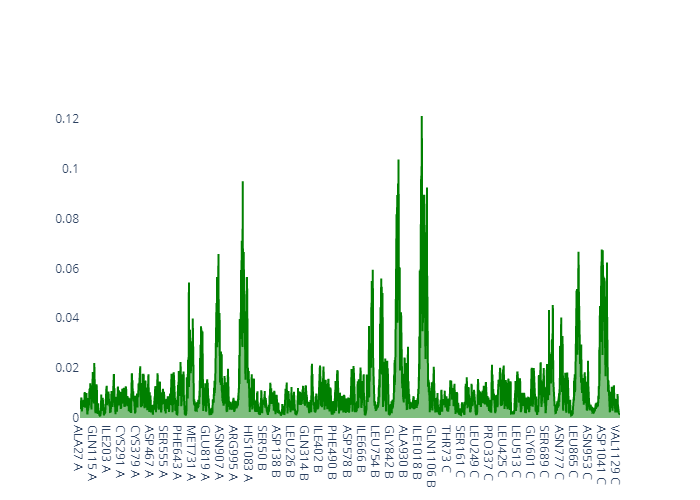 0.12
0.1
0.08
0.06
0.04
0.02
0
ALA27 A
GLN115 A
ILE203 A
CYS291 A
CYS379 A
ASP467 A
SER555 A
PHE643 A
MET731 A
GLU819 A
ASN907 A
ARG995 A
HIS1083 A
SER50 B
ASP138 B
LEU226 B
GLN314 B
ILE402 B
PHE490 B
ASP578 B
ILE666 B
LEU754 B
GLY842 B
ALA930 B
ILE1018 B
GLN1106 B
THR73 C
SER161 C
LEU249 C
PRO337 C
LEU425 C
LEU513 C
GLY601 C
SER689 C
ASN777 C
LEU865 C
ASN953 C
ASP1041 C
VAL1129 C